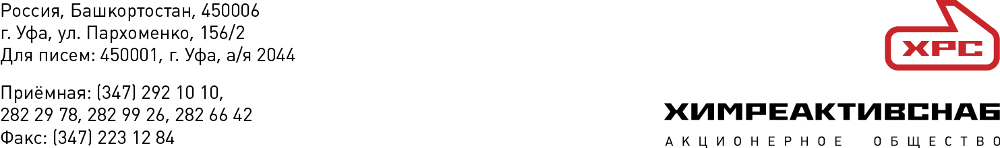 Россия, Башкортостан, 450006
г. Уфа, ул. Пархоменко, 156/2
Для писем: 450001, г. Уфа, а/я 2044
Приёмная: (347) 292 10 10,
282 29 78, 282 99 26, 282 66 42
Факс: (347) 223 12 84
ХРС
ХИМРЕАКТИВСНАБ
АКЦИОНЕРНОЕ ОБЩЕСТВО